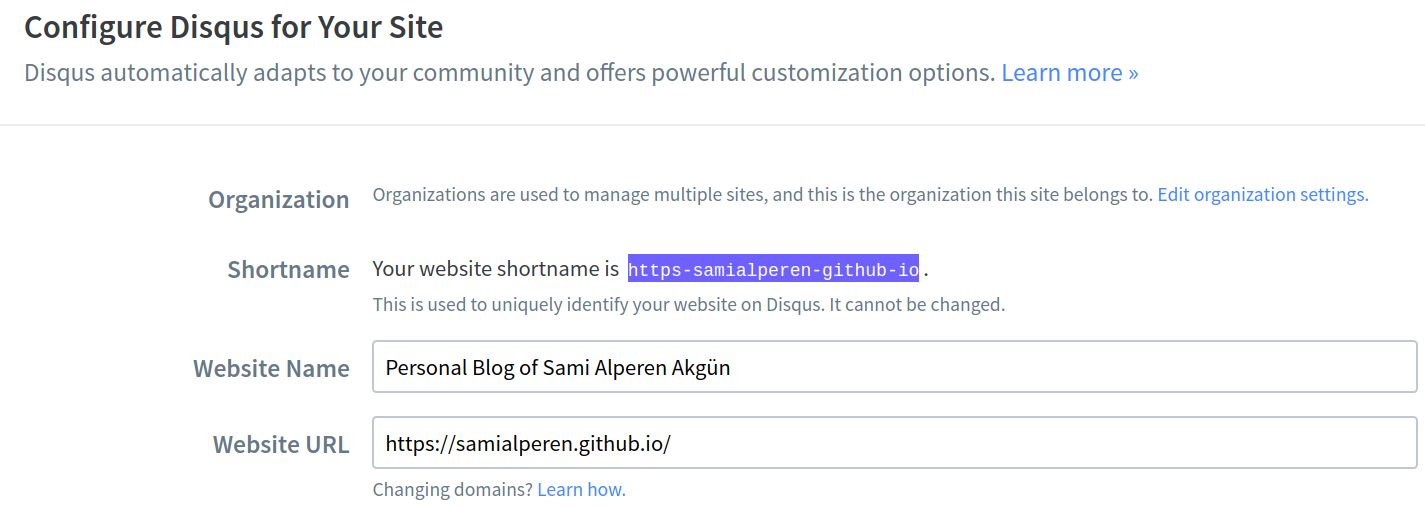 Configure Disqus for Your Site
Disqus automatically adapts to your community and offers powerful customization options. Learn more »
Organization
Organizations are used to manage multiple sites, and this is the organization this site belongs to. Edit organization settings.
Shortname
Your website shortname is https-samialperen-github-io .
This is used to uniquely identify your website on Disqus. It cannot be changed.
Website Name
Personal Blog of Sami Alperen Akgün
Website URL
https://samialperen.github.io/
Changing domains? Learn how.